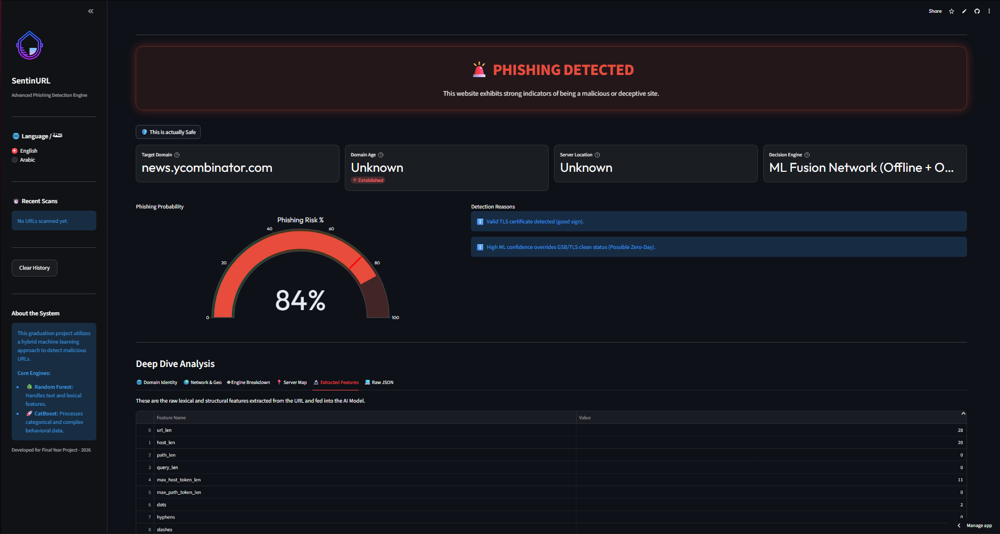 Share
SentinURL
Advanced Phishing Detection Engine
Language / اللغة
English
Arabic
Recent Scans
No URLs scanned yet.
Clear History
About the System
This graduation project utilizes
a hybrid machine learning
approach to detect malicious
URLs.
Core Engines:
Random Forest:
Handles text and lexical
features.
CatBoost: Processes
categorical and complex
behavioral data.
Developed for Final Year Project - 2026
PHISHING DETECTED
This website exhibits strong indicators of being a malicious or deceptive site.
This is actually Safe
Target Domain
news.ycombinator.com
Domain Age
Unknown
↑ Established
Server Location
Unknown
Decision Engine
ML Fusion Network (Offline + O...
Phishing Probability
Phishing Risk %
0
20
40
60
80
100
84%
Detection Reasons
Valid TLS certificate detected (good sign).
High ML confidence overrides GSB/TLS clean status (Possible Zero-Day).
Deep Dive Analysis
Domain Identity Network & Geo Engine Breakdown Server Map Extracted Features Raw JSON
These are the raw lexical and structural features extracted from the URL and fed into the AI Model.
Feature Name Value
0 url_len 28
1 host_len 20
2 path_len 0
3 query_len 0
4 max_host_token_len 11
5 max_path_token_len 0
6 dots 2
7 hyphens 0
8 slashes
Manage app